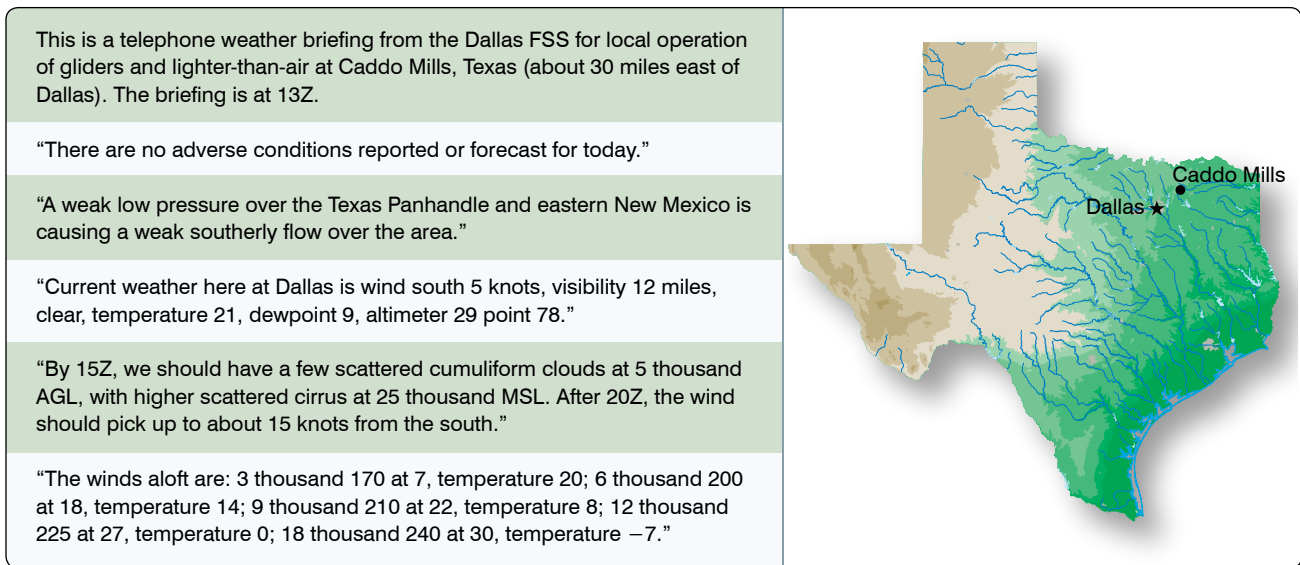 This is a telephone weather briefing from the Dallas FSS for local operation
of gliders and lighter-than-air at Caddo Mills, Texas (about 30 miles east of
Dallas). The briefing is at 13Z.
“There are no adverse conditions reported or forecast for today.”
“A weak low pressure over the Texas Panhandle and eastern New Mexico is
causing a weak southerly flow over the area.”
“Current weather here at Dallas is wind south 5 knots, visibility 12 miles,
clear, temperature 21, dewpoint 9, altimeter 29 point 78.”
“By 15Z, we should have a few scattered cumuliform clouds at 5 thousand
AGL, with higher scattered cirrus at 25 thousand MSL. After 20Z, the wind
should pick up to about 15 knots from the south.”
“The winds aloft are: 3 thousand 170 at 7, temperature 20; 6 thousand 200
at 18, temperature 14; 9 thousand 210 at 22, temperature 8; 12 thousand
225 at 27, temperature 0; 18 thousand 240 at 30, temperature −7.”
Caddo Mills
Dallas